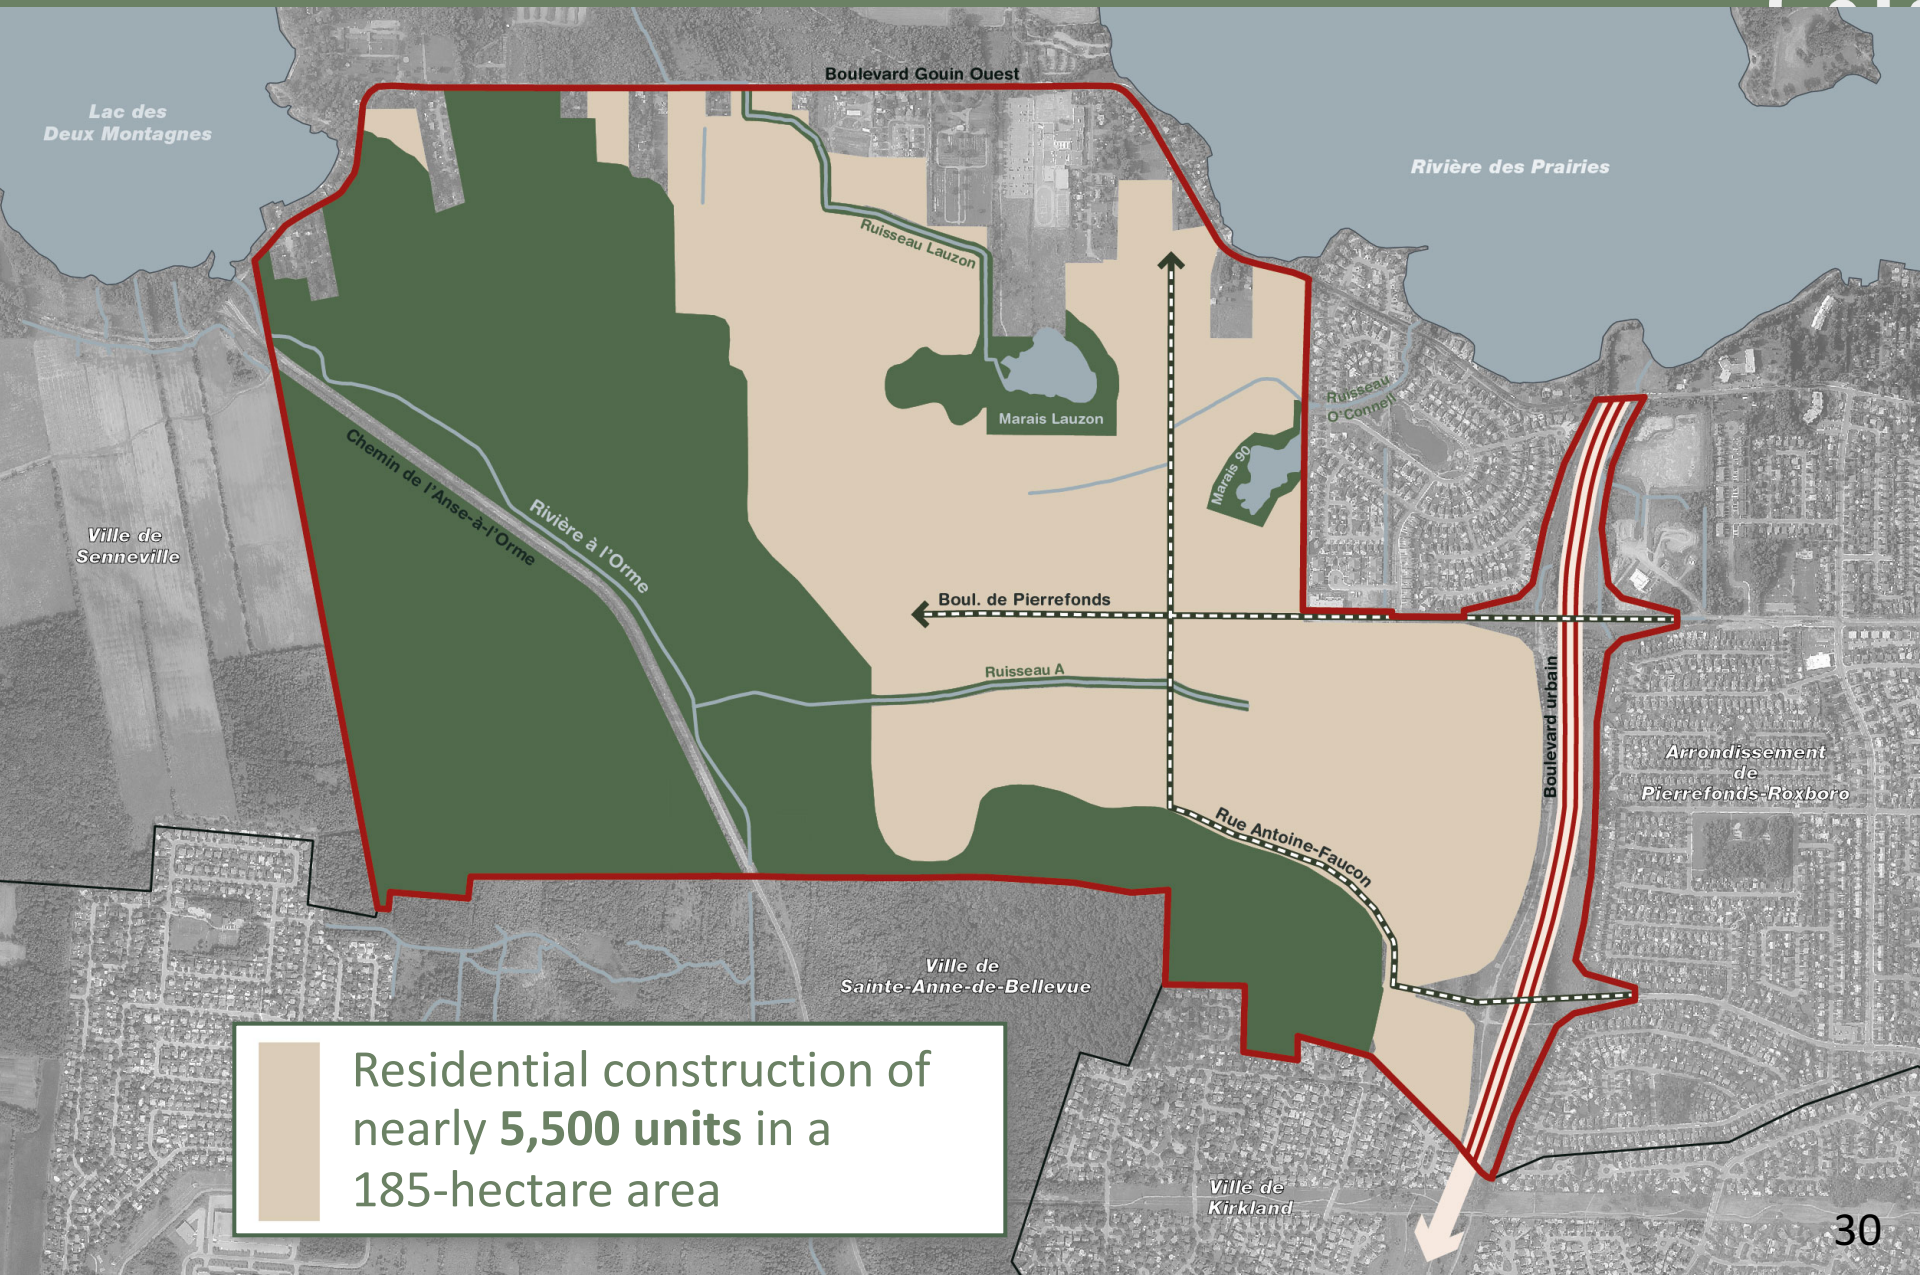 Boulevard Gouin Ouest
Lac des
Deux Montagnes
Rivière des Prairies
Ruisseau Lauzon
Marais Lauzon
Ruisseau
O'Connell
Marais 90
Chemin de l'Anse-à-l'Orme
Rivière à l'Orme
Ville de
Senneville
Boul. de Pierrefonds
Ruisseau A
Boulevard urbain
Arrondissement
de
Pierrefonds-Roxboro
Rue Antoine-Faucon
Ville de
Sainte-Anne-de-Bellevue
Residential construction of
nearly 5,500 units in a
185-hectare area
Ville de
Kirkland
30